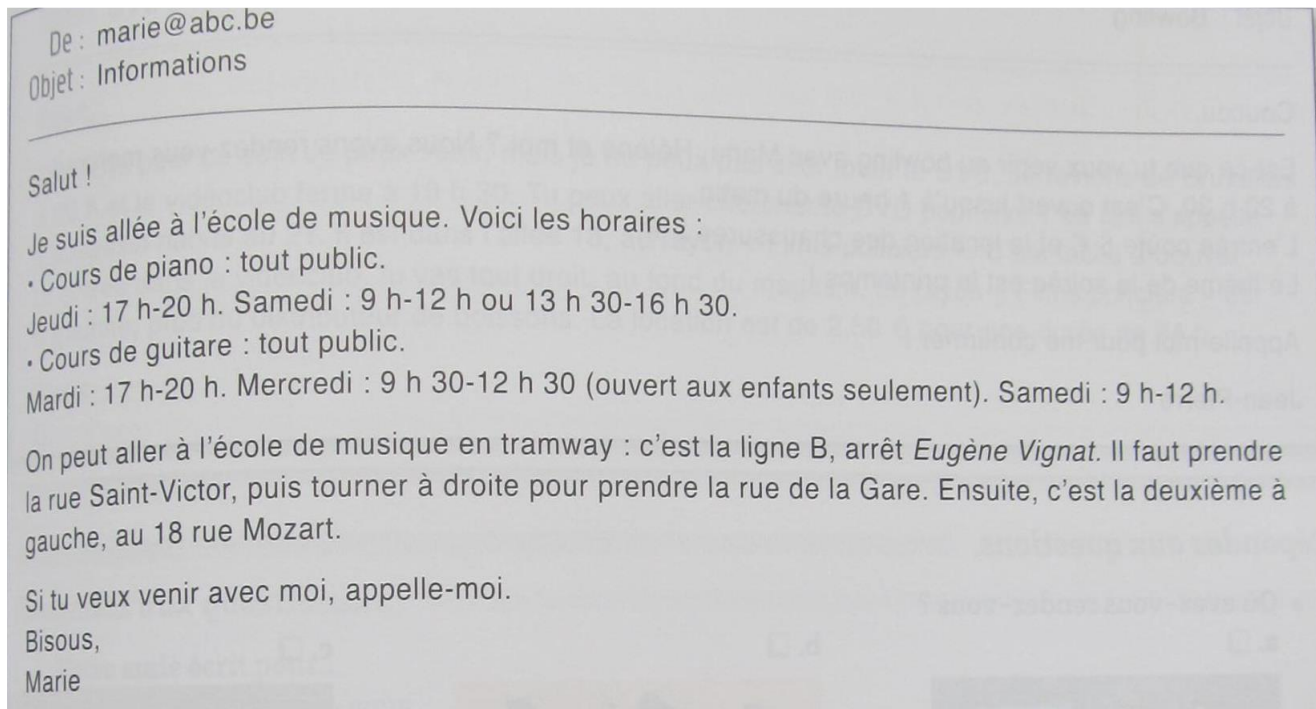 De : marie@abc.be
Objet : Informations
Salut !
Je suis allée à l'école de musique. Voici les horaires :
• Cours de piano : tout public.
Jeudi : 17 h-20 h. Samedi : 9 h-12 h ou 13 h 30-16 h 30.
• Cours de guitare : tout public.
Mardi : 17 h-20 h. Mercredi : 9 h 30-12 h 30 (ouvert aux enfants seulement). Samedi : 9 h-12 h.
On peut aller à l'école de musique en tramway : c'est la ligne B, arrêt Eugène Vignat. Il faut prendre
la rue Saint-Victor, puis tourner à droite pour prendre la rue de la Gare. Ensuite, c'est la deuxième à
gauche, au 18 rue Mozart.
Si tu veux venir avec moi, appelle-moi.
Bisous,
Marie